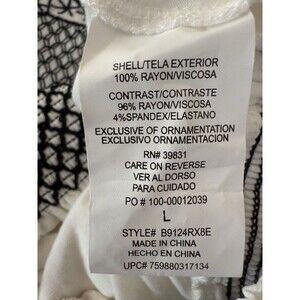 SHELL/TELA EXTERIOR
100% RAYON/VISCOSA
CONTRAST/CONTRASTE
96% RAYON/VISCOSA
4%SPANDEX/ELASTANO
EXCLUSIVE OF ORNAMENTATION
EXCLUSIVO ORNAMENTACION
RN# 39831
CARE ON REVERSE
VER AL DORSO
PARA CUIDADO
PO # 100-00012039
L
STYLE# B9124RX8E
MADE IN CHINA
HECHO EN CHINA
UPC# 759880317134